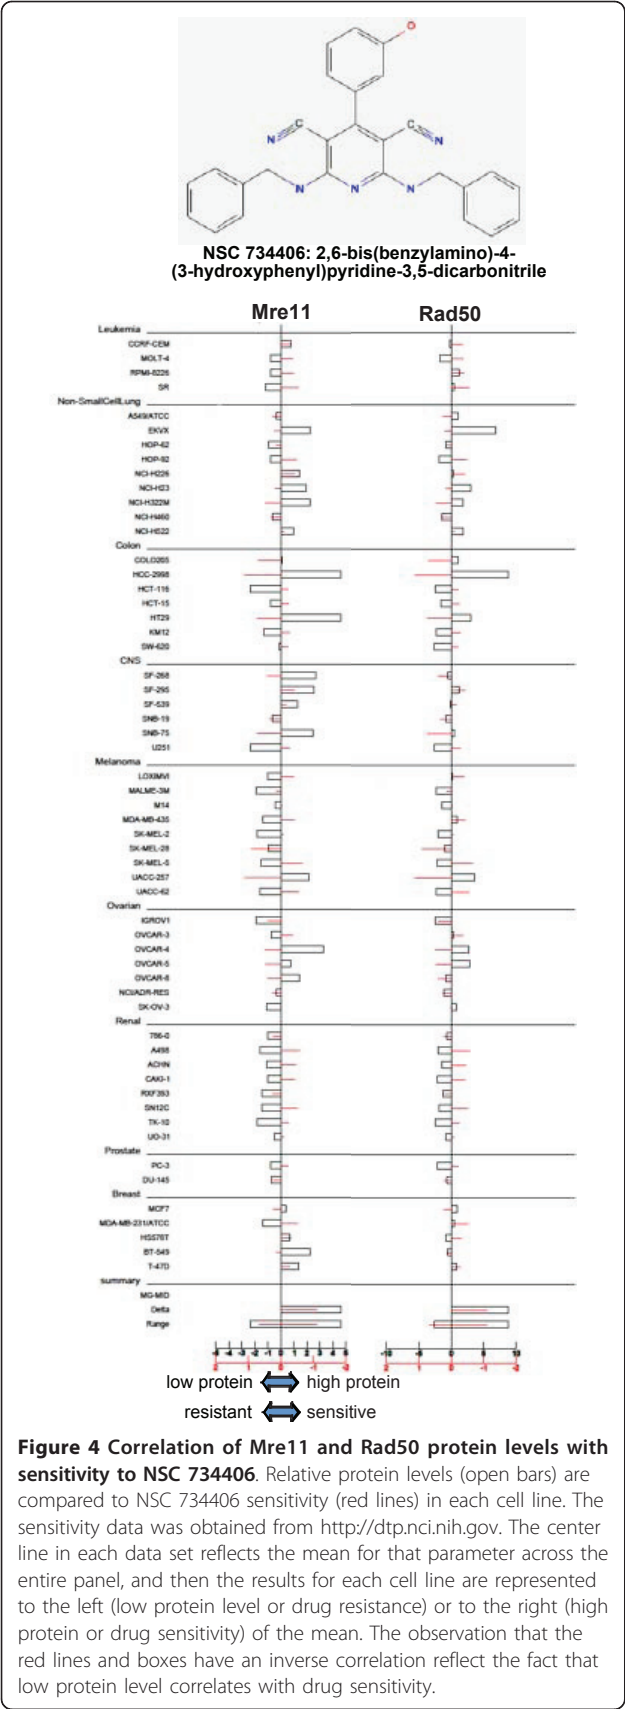 O
N C C N
N N N
NSC 734406: 2,6-bis(benzylamino)-4-
(3-hydroxyphenyl)pyridine-3,5-dicarbonitrile
Mre11 Rad50
Leukemia
CCRF-CEM
MOLT-4
RPMI-8226
SR
Non-SmallCellLung
A549/ATCC
EKVX
HOP-62
HOP-92
NCI-H226
NCI-H23
NCI-H322M
NCI-H460
NCI-H522
Colon
COLO205
HCC-2998
HCT-116
HCT-15
HT29
KM12
SW-620
CNS
SF-268
SF-295
SF-539
SNB-19
SNB-75
U251
Melanoma
LOXIMVI
MALME-3M
M14
MDA-MB-435
SK-MEL-2
SK-MEL-28
SK-MEL-5
UACC-257
UACC-62
Ovarian
IGROV1
OVCAR-3
OVCAR-4
OVCAR-5
OVCAR-8
NCI/ADR-RES
SK-OV-3
Renal
786-0
A498
ACHN
CAKI-1
RXF393
SN12C
TK-10
UO-31
Prostate
PC-3
DU-145
Breast
MCF7
MDA-MB-231/ATCC
HS578T
BT-549
T-47D
summary
MG-MID
Delta
Range
low protein high protein
resistant sensitive
Figure 4 Correlation of Mre11 and Rad50 protein levels with
sensitivity to NSC 734406. Relative protein levels (open bars) are
compared to NSC 734406 sensitivity (red lines) in each cell line. The
sensitivity data was obtained from http://dtp.nci.nih.gov. The center
line in each data set reflects the mean for that parameter across the
entire panel, and then the results for each cell line are represented
to the left (low protein level or drug resistance) or to the right (high
protein or drug sensitivity) of the mean. The observation that the
red lines and boxes have an inverse correlation reflect the fact that
low protein level correlates with drug sensitivity.